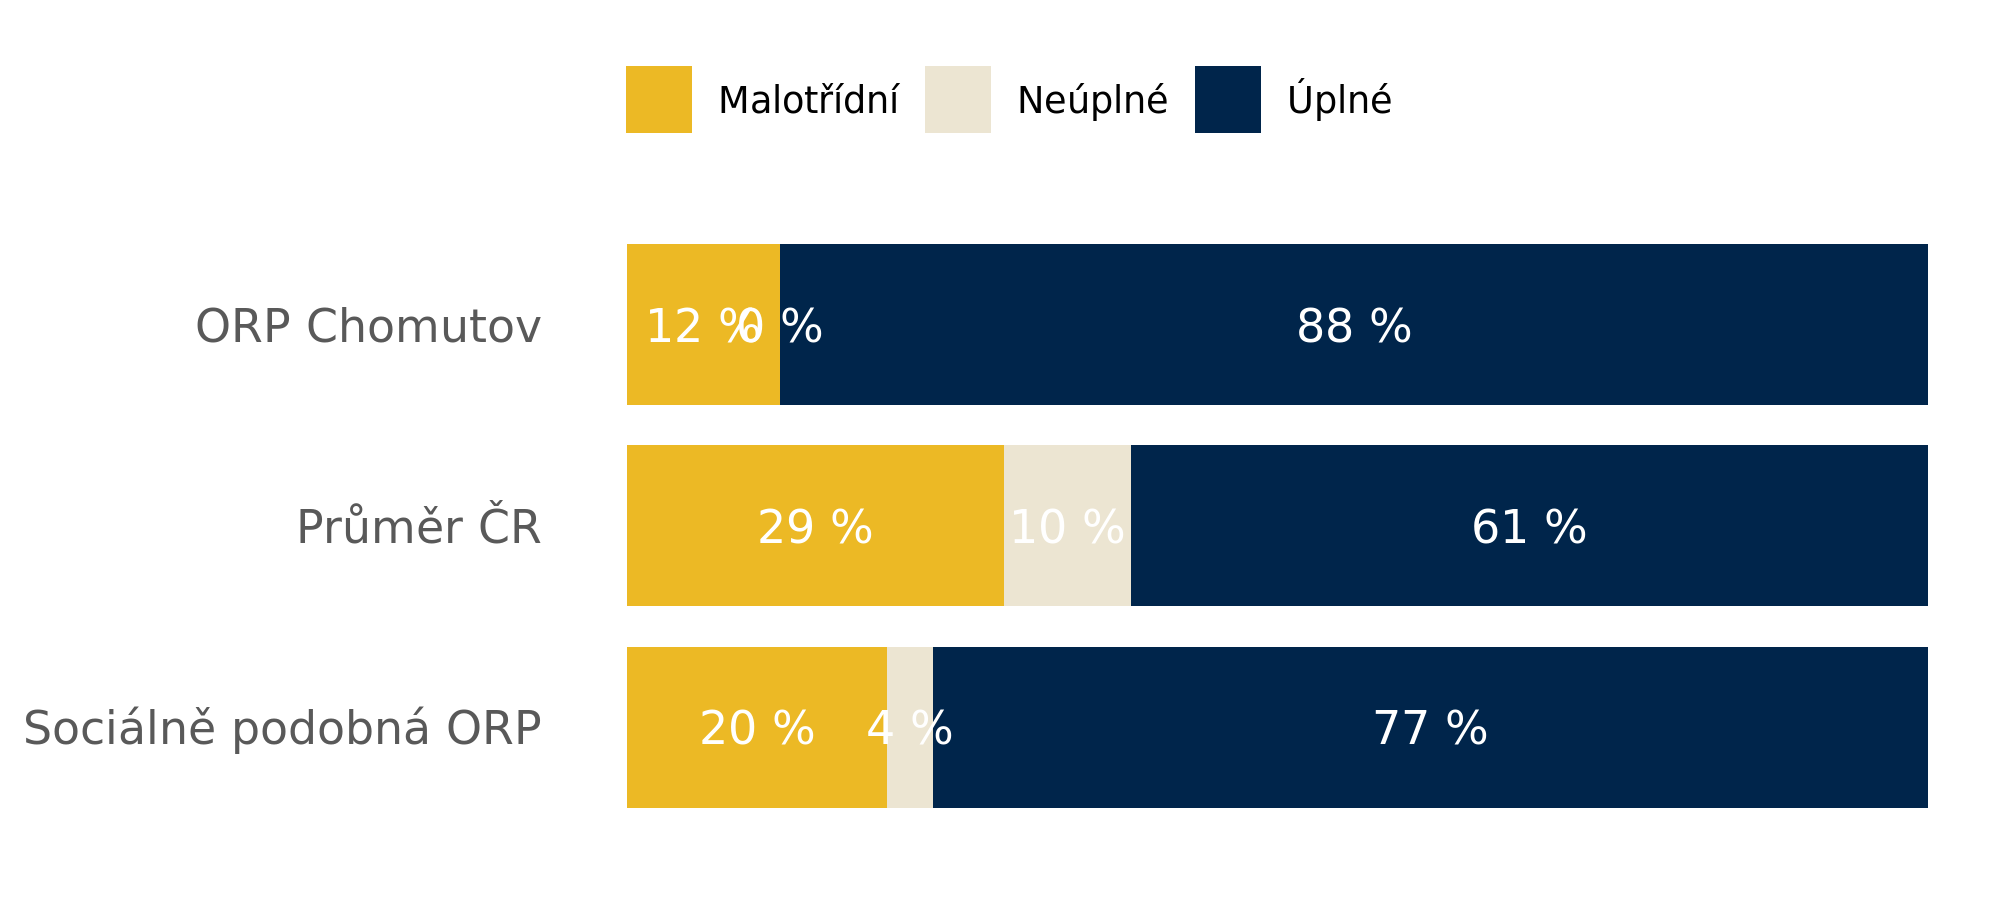 Malotřídní Neúplné Úplné
ORP Chomutov 12 % 0 % 88 %
Průměr ČR 29 % 10 % 61 %
Sociálně podobná ORP 20 % 4 % 77 %